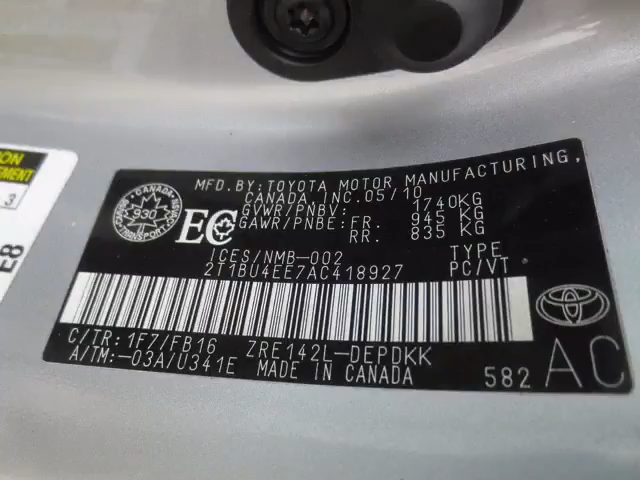 MFD.BY:TOYOTA MOTOR MANUFACTURING,
CANADA INC.05/10
GVWR/PNBV: 1740KG
GAWR/PNBE: FR. 945 KG
RR. 835 KG
CANADA
930
TRANSPORT
EC
ICES/NMB-002
2T1BU4EE7AC418927
TYPE
PC/VT
C/TR:1F7/FB16 ZRE142L-DEPDKK
A/TM:-03A/U341E MADE IN CANADA
582 AC
3
E8